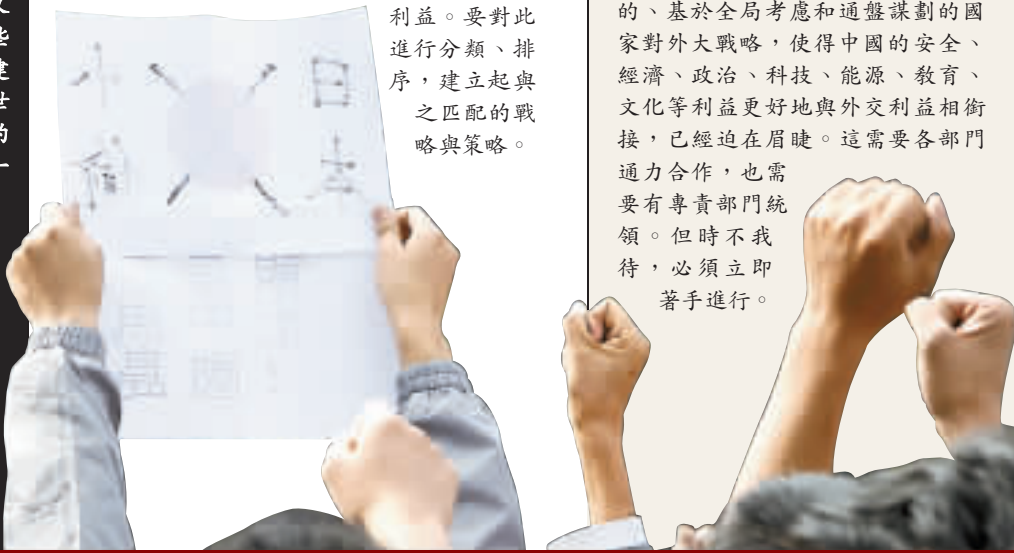 些
建
世
的
一
利益。要對此
進行分類、排
序，建立起與
之匹配的戰
略與策略。
的、基於全局考慮和通盤謀劃的國
家對外大戰略，使得中國的安全、
經濟、政治、科技、能源、教育、
文化等利益更好地與外交利益相銜
接，已經迫在眉睫。這需要各部門
通力合作，也需
要有專責部門統
領。但時不我
待，必須立即
著手進行。